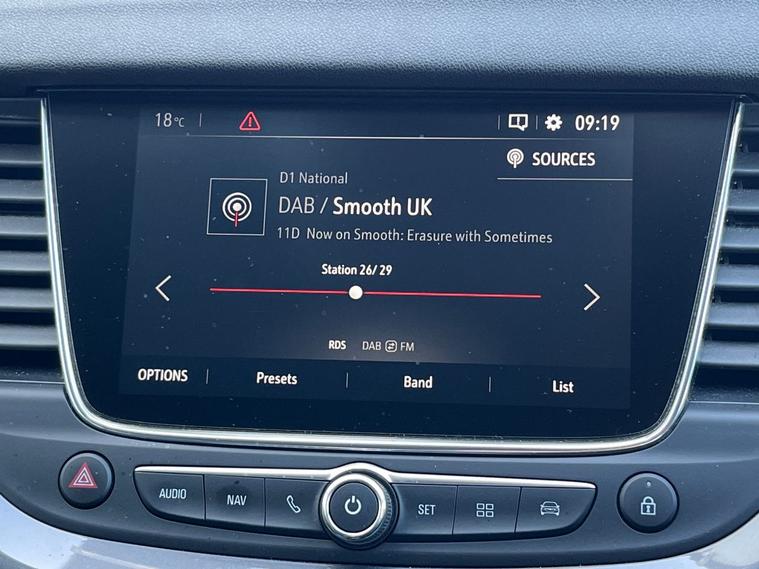 18°C 09:19
SOURCES
D1 National
DAB / Smooth UK
11D Now on Smooth: Erasure with Sometimes
Station 26/29
RDS DAB FM
OPTIONS Presets Band List
AUDIO NAV SET